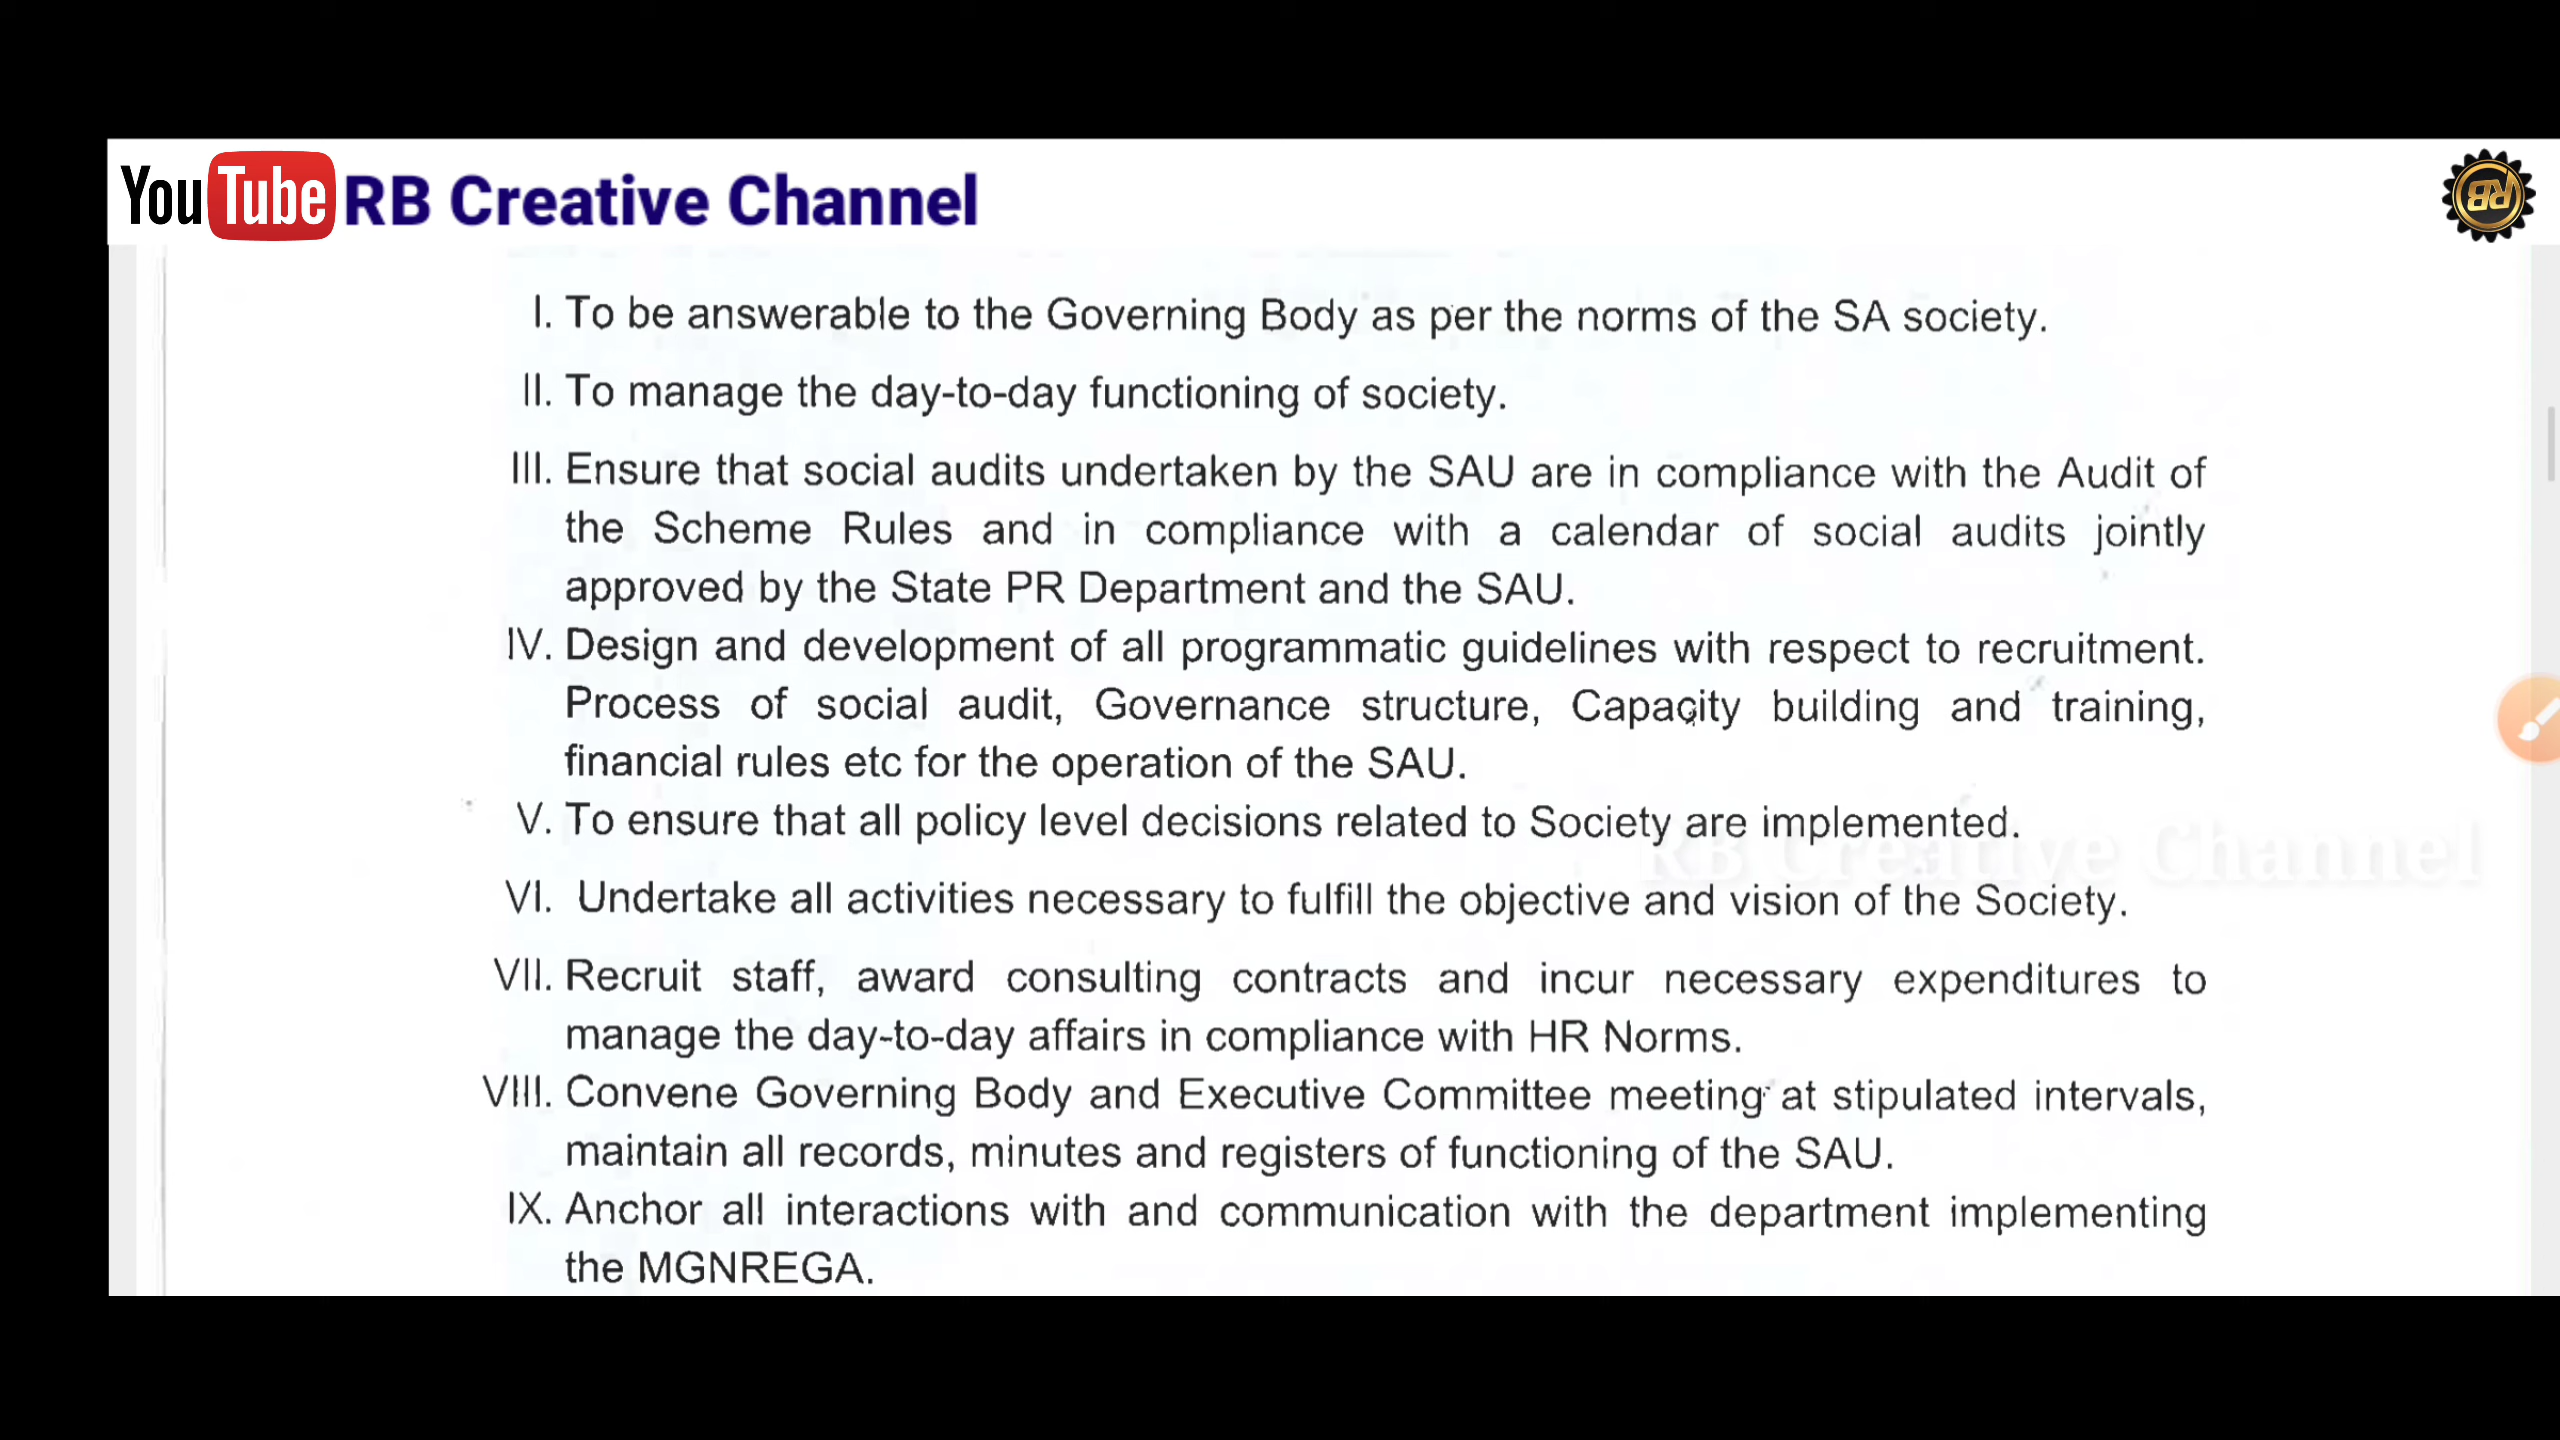 YouTube RB Creative Channel
I. To be answerable to the Governing Body as per the norms of the SA society.
II. To manage the day-to-day functioning of society.
III. Ensure that social audits undertaken by the SAU are in compliance with the Audit of
the Scheme Rules and in compliance with a calendar of social audits jointly
approved by the State PR Department and the SAU.
IV. Design and development of all programmatic guidelines with respect to recruitment.
Process of social audit, Governance structure, Capacity building and training,
financial rules etc for the operation of the SAU.
V. To ensure that all policy level decisions related to Society are implemented.
RB Creative Channel
VI. Undertake all activities necessary to fulfill the objective and vision of the Society.
VII. Recruit staff, award consulting contracts and incur necessary expenditures to
manage the day-to-day affairs in compliance with HR Norms.
VIII. Convene Governing Body and Executive Committee meeting at stipulated intervals,
maintain all records, minutes and registers of functioning of the SAU.
IX. Anchor all interactions with and communication with the department implementing
the MGNREGA.